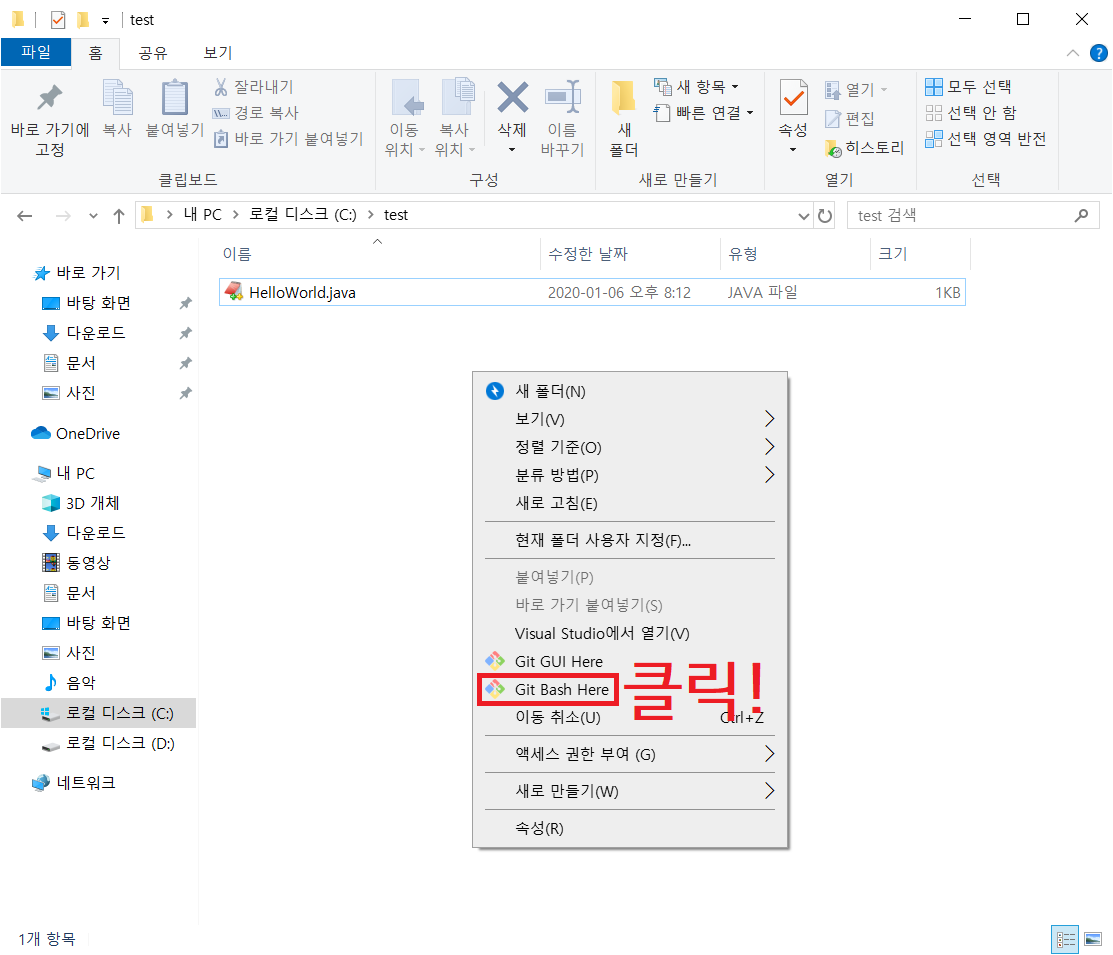 test
파일 홈 공유 보기
바로 가기에 고정
복사
붙여넣기
잘라내기
경로 복사
바로 가기 붙여넣기
클립보드
이동 위치
복사 위치
삭제
이름 바꾸기
구성
새 폴더
새 항목
빠른 연결
새로 만들기
속성
열기
편집
히스토리
열기
모두 선택
선택 안 함
선택 영역 반전
선택
내 PC > 로컬 디스크 (C:) > test
test 검색
이름 수정한 날짜 유형 크기
HelloWorld.java 2020-01-06 오후 8:12 JAVA 파일 1KB
바로 가기
바탕 화면
다운로드
문서
사진
OneDrive
내 PC
3D 개체
다운로드
동영상
문서
바탕 화면
사진
음악
로컬 디스크 (C:)
로컬 디스크 (D:)
네트워크
새 폴더(N)
보기(V)
정렬 기준(O)
분류 방법(P)
새로 고침(E)
현재 폴더 사용자 지정(F)...
붙여넣기(P)
바로 가기 붙여넣기(S)
Visual Studio에서 열기(V)
Git GUI Here
Git Bash Here
클릭!
이동 취소(U) Ctrl+Z
액세스 권한 부여 (G)
새로 만들기(W)
속성(R)
1개 항목